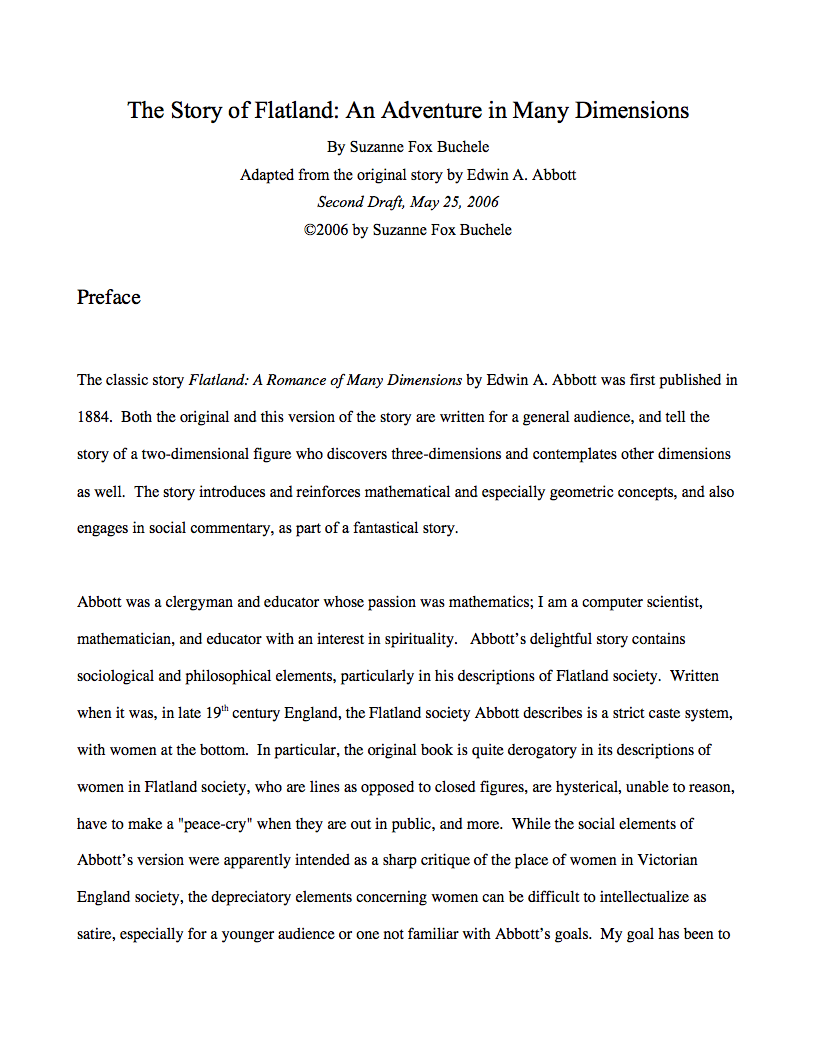 The Story of Flatland: An Adventure in Many Dimensions
By Suzanne Fox Buchele
Adapted from the original story by Edwin A. Abbott
Second Draft, May 25, 2006
©2006 by Suzanne Fox Buchele
Preface
The classic story Flatland: A Romance of Many Dimensions by Edwin A. Abbott was first published in
1884.  Both the original and this version of the story are written for a general audience, and tell the
story of a two-dimensional figure who discovers three-dimensions and contemplates other dimensions
as well.  The story introduces and reinforces mathematical and especially geometric concepts, and also
engages in social commentary, as part of a fantastical story.
Abbott was a clergyman and educator whose passion was mathematics; I am a computer scientist,
mathematician, and educator with an interest in spirituality.   Abbott’s delightful story contains
sociological and philosophical elements, particularly in his descriptions of Flatland society.  Written
when it was, in late 19th century England, the Flatland society Abbott describes is a strict caste system,
with women at the bottom.  In particular, the original book is quite derogatory in its descriptions of
women in Flatland society, who are lines as opposed to closed figures, are hysterical, unable to reason,
have to make a "peace-cry" when they are out in public, and more.  While the social elements of
Abbott’s version were apparently intended as a sharp critique of the place of women in Victorian
England society, the depreciatory elements concerning women can be difficult to intellectualize as
satire, especially for a younger audience or one not familiar with Abbott’s goals.  My goal has been to